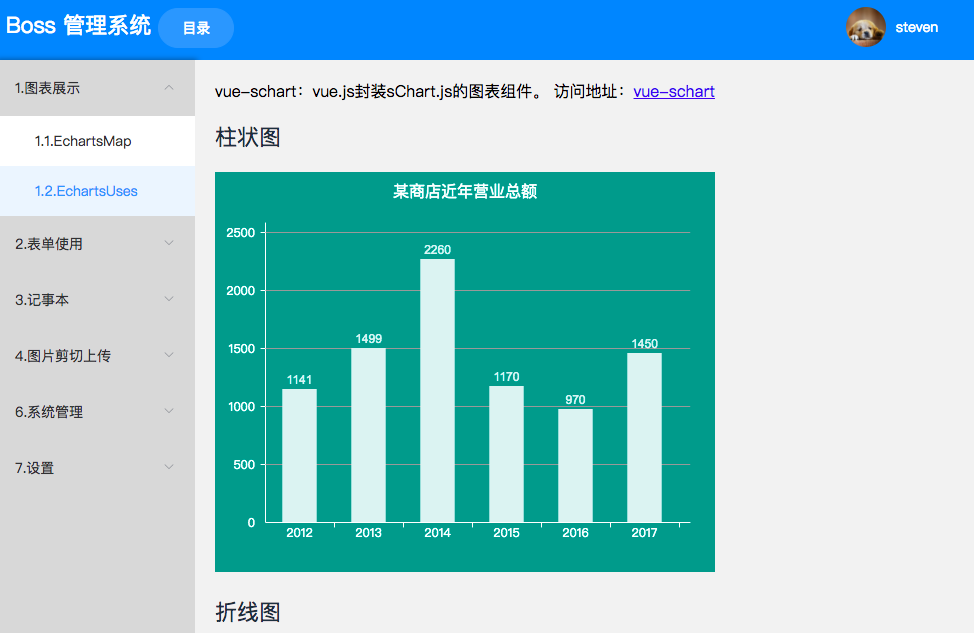 Boss 管理系统 目录 steven
1.图表展示
1.1.EchartsMap
1.2.EchartsUses
2.表单使用
3.记事本
4.图片剪切上传
6.系统管理
7.设置
vue-schart：vue.js封装sChart.js的图表组件。 访问地址：vue-schart
柱状图
某商店近年营业总额
2500
2000
1500
1000
500
0
1141
1499
2260
1170
970
1450
2012 2013 2014 2015 2016 2017
折线图